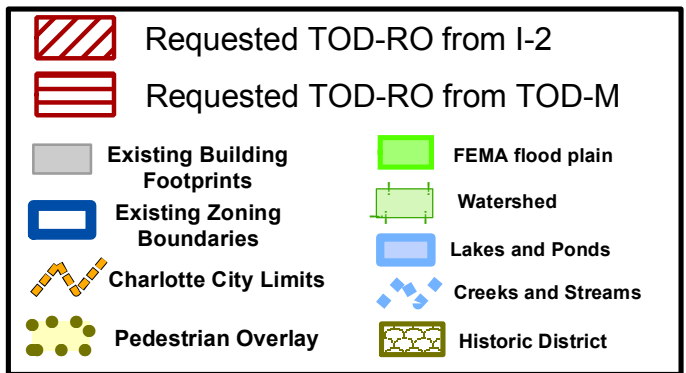 Requested TOD-RO from I-2
Requested TOD-RO from TOD-M
Existing Building
Footprints
Existing Zoning
Boundaries
Charlotte City Limits
Pedestrian Overlay
FEMA flood plain
Watershed
Lakes and Ponds
Creeks and Streams
Historic District